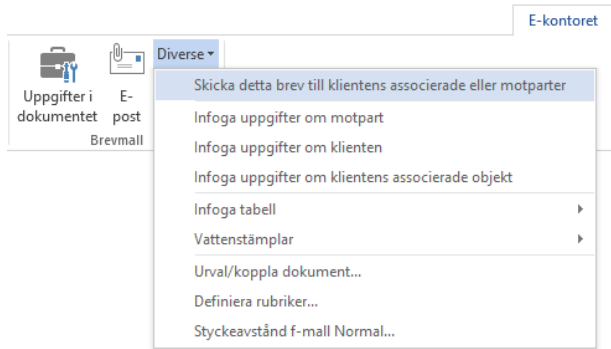 E-kontoret
Diverse
Uppgifter i
dokumentet
E-
post
Brevmall
Skicka detta brev till klientens associerade eller motparter
Infoga uppgifter om motpart
Infoga uppgifter om klienten
Infoga uppgifter om klientens associerade objekt
Infoga tabell
Vattenstämplar
Urval/koppla dokument...
Definiera rubriker...
Styckeavstånd f-mall Normal...